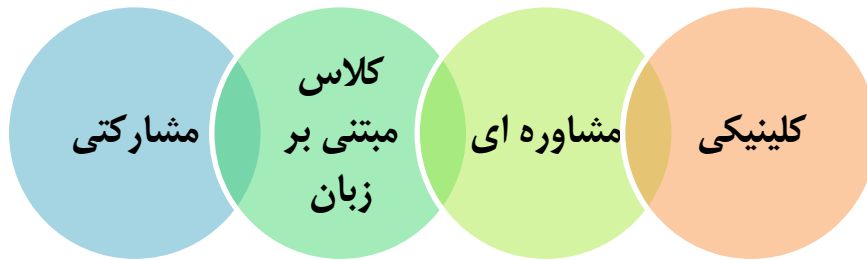 کلینیکی
مشاوره ای
کلاس
مبتنی بر
زبان
مشارکتی